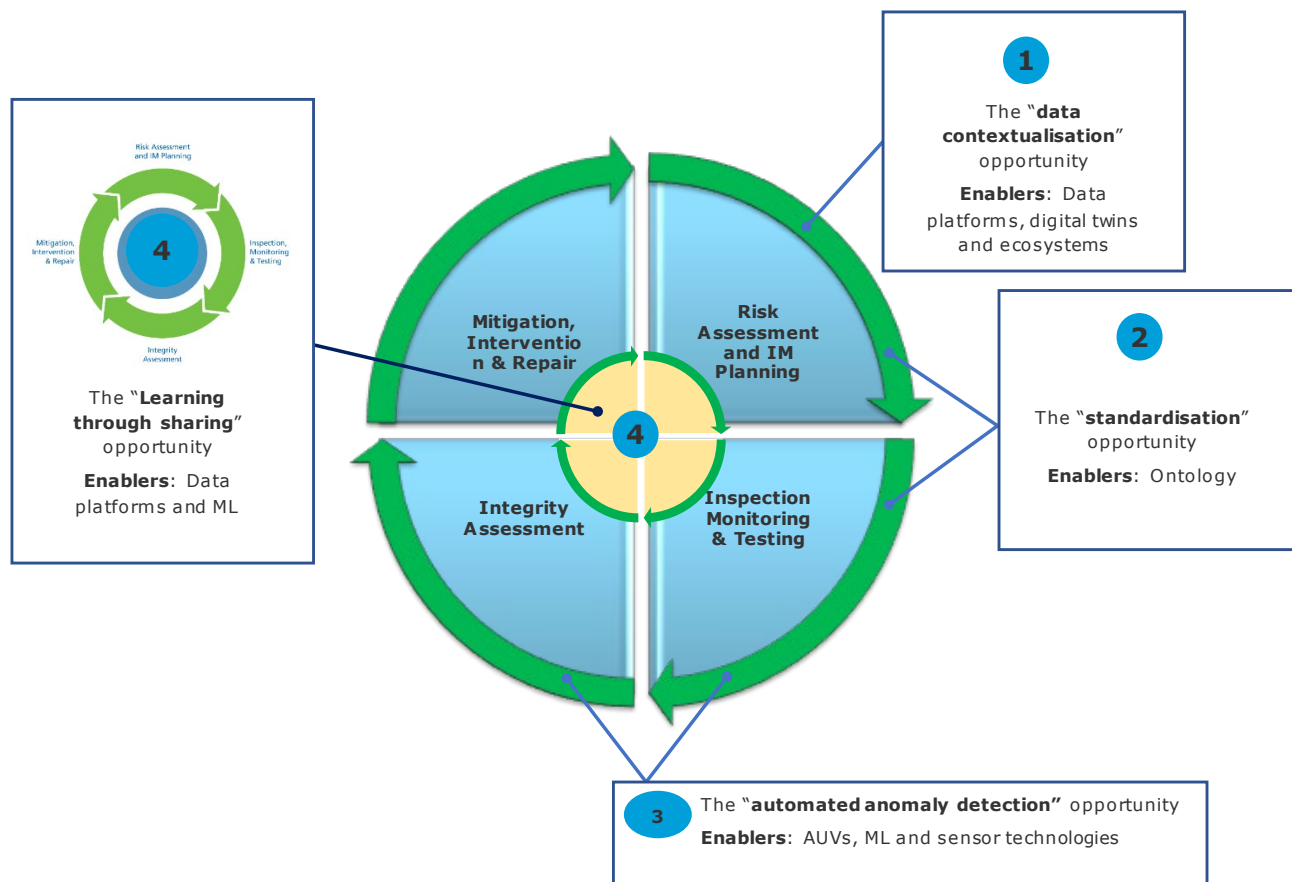 Risk Assessment
and IM Planning
Mitigation,
Intervention
& Repair
4
Inspection,
Monitoring
& Testing
Integrity
Assessment
The “Learning
through sharing”
opportunity
Enablers: Data
platforms and ML
Mitigation,
Interventio
n & Repair
Risk
Assessment
and IM
Planning
4
Integrity
Assessment
Inspection
Monitoring
& Testing
1
The “data
contextualisation”
opportunity
Enablers: Data
platforms, digital twins
and ecosystems
2
The “standardisation”
opportunity
Enablers: Ontology
3
The “automated anomaly detection” opportunity
Enablers: AUVs, ML and sensor technologies